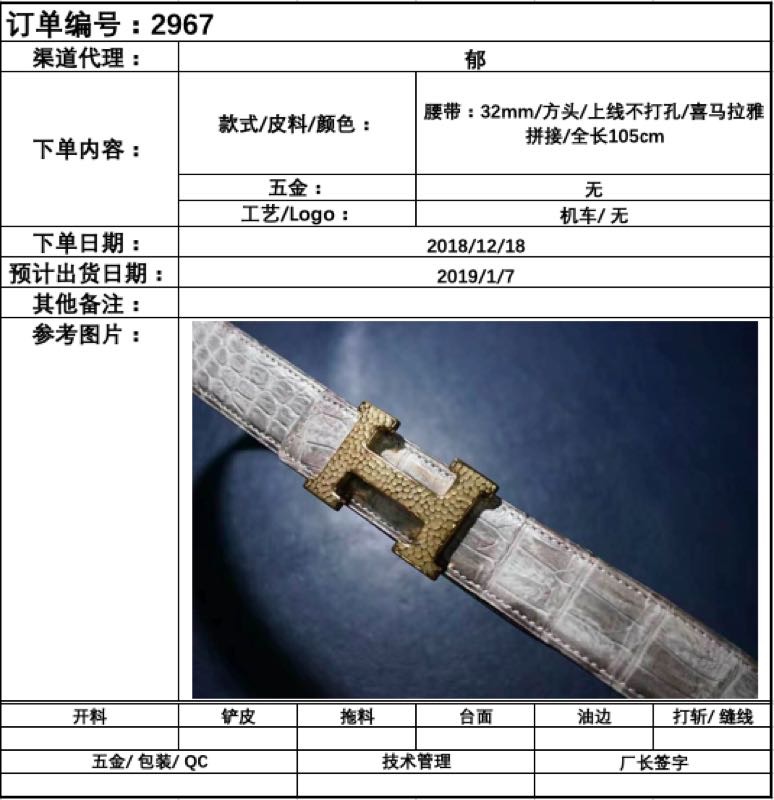 订单编号：2967
渠道代理：
郁
下单内容：
款式/皮料/颜色：
腰带：32mm/方头/上线不打孔/喜马拉雅
拼接/全长105cm
五金：
无
工艺/Logo：
机车/ 无
下单日期：
2018/12/18
预计出货日期：
2019/1/7
其他备注：
参考图片：
开料
铲皮
拖料
台面
油边
打斩/ 缝线
五金/ 包装/ QC
技术管理
厂长签字